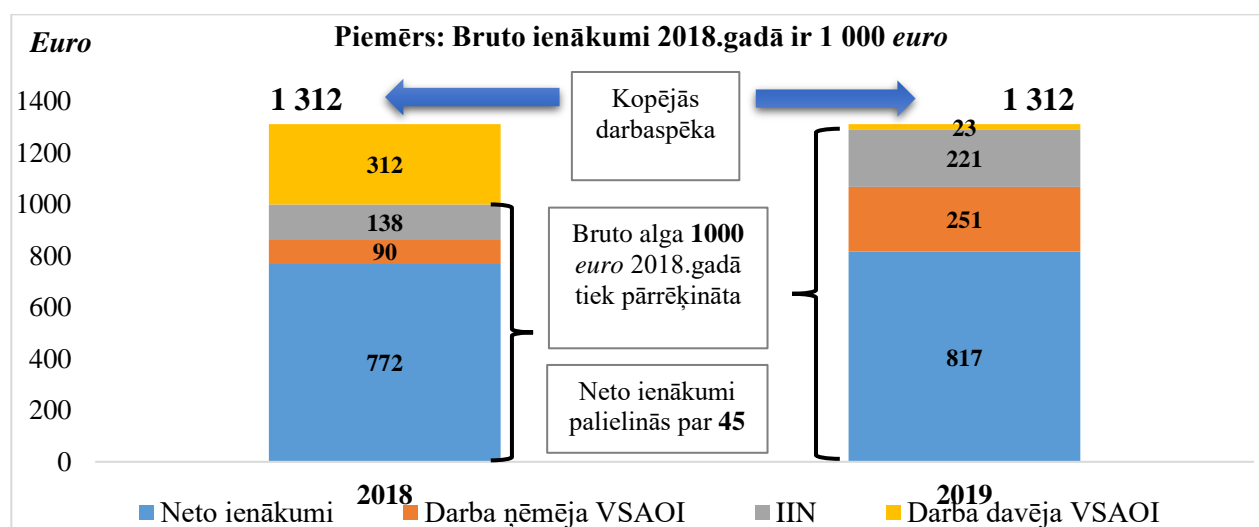 Euro
Piemērs: Bruto ienākumi 2018.gadā ir 1 000 euro
1 312
Kopējās
darbaspēka
1 312
1400
1200
1000
800
600
400
200
0
312
138
90
772
Bruto alga 1000
euro 2018.gadā
tiek pārrēķināta
Neto ienākumi
palielinās par 45
23
221
251
817
2018
2019
Neto ienākumi
Darba ņēmēja VSAOI
IIN
Darba davēja VSAOI